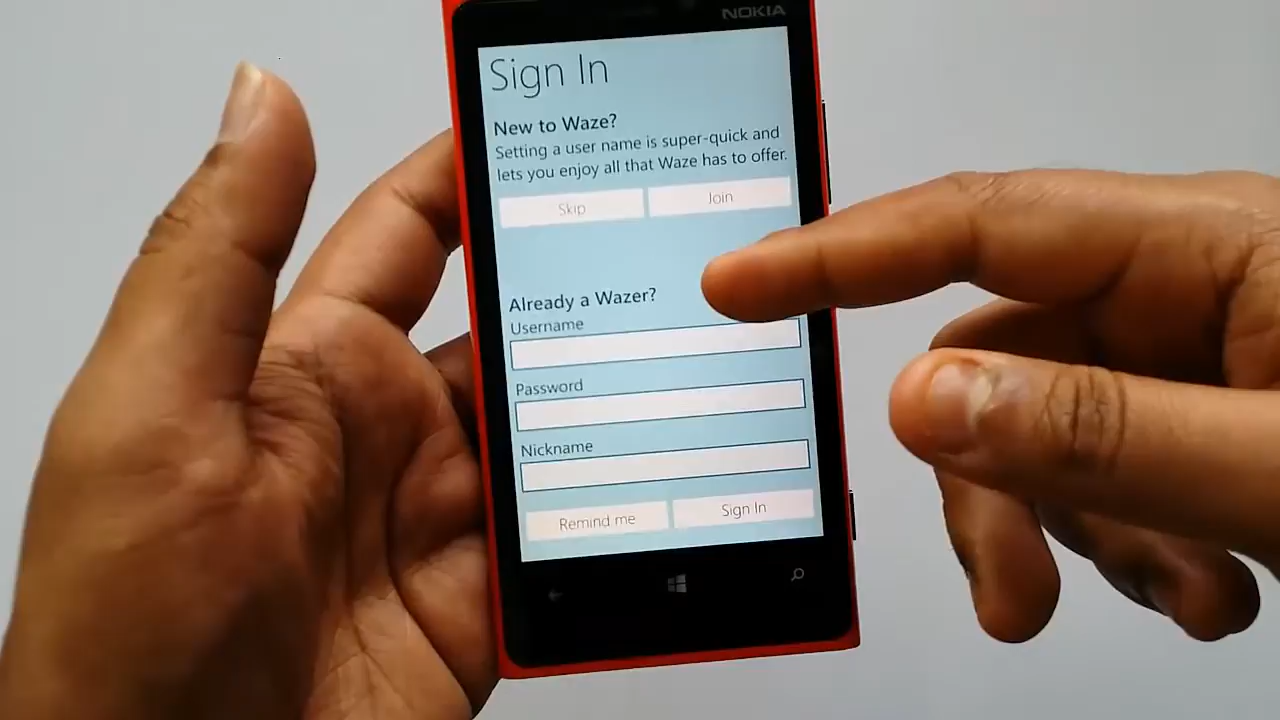 NOKIA
Sign In
New to Waze?
Setting a user name is super-quick and
lets you enjoy all that Waze has to offer.
Skip
Join
Already a Wazer?
Username
Password
Nickname
Remind me
Sign In